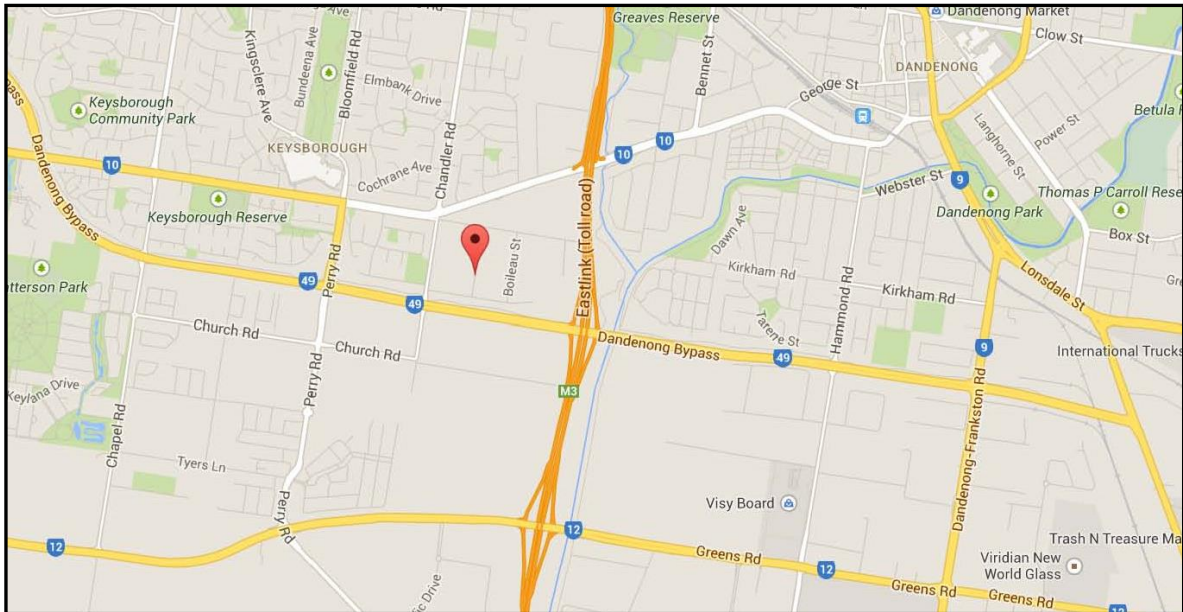 Greaves Reserve
Dandenong Market
Clow St
Kingsclere Ave
Bundeena Ave
Bloomfield Rd
Elmbank Drive
Bennet St
DANDENONG
George St
Keysborough
Community Park
Dandenong Bypass
KEYSBOROUGH
Chandler Rd
Langhorne St
Power St
10
10
10
Cochrane Ave
Webster St
9
Thomas P Carroll Rese
Keysborough Reserve
Dandenong Park
Box St
Eastlink (Toll road)
Dawn Ave
Perry Rd
Boileau St
Kirkham Rd
Kirkham Rd
Hammond Rd
Lonsdale St
49
49
Church Rd
Church Rd
Dandenong Bypass
49
Tarene St
9
International Trucks
M3
Keylana Drive
Perry Rd
Chapel Rd
Dandenong-Frankston Rd
Tyers Ln
Perry Rd
Visy Board
12
12
Greens Rd
12
Trash N Treasure Ma
Viridian New
World Glass
Greens Rd
Greens Rd
12